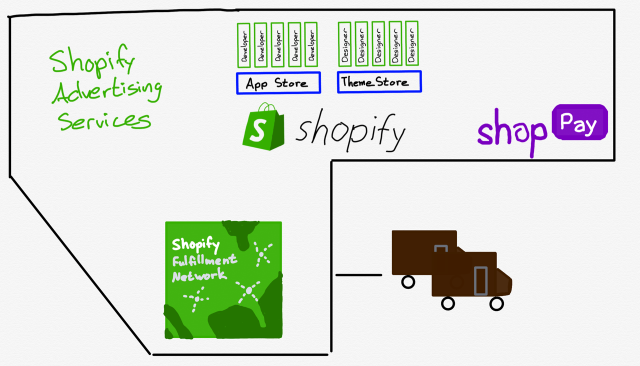 Shopify
Advertising
Services
Developer
Developer
Developer
Developer
Developer
Designer
Designer
Designer
Designer
Designer
App Store
Theme Store
S
shopify
shop Pay
Shopify
Fulfillment
Network